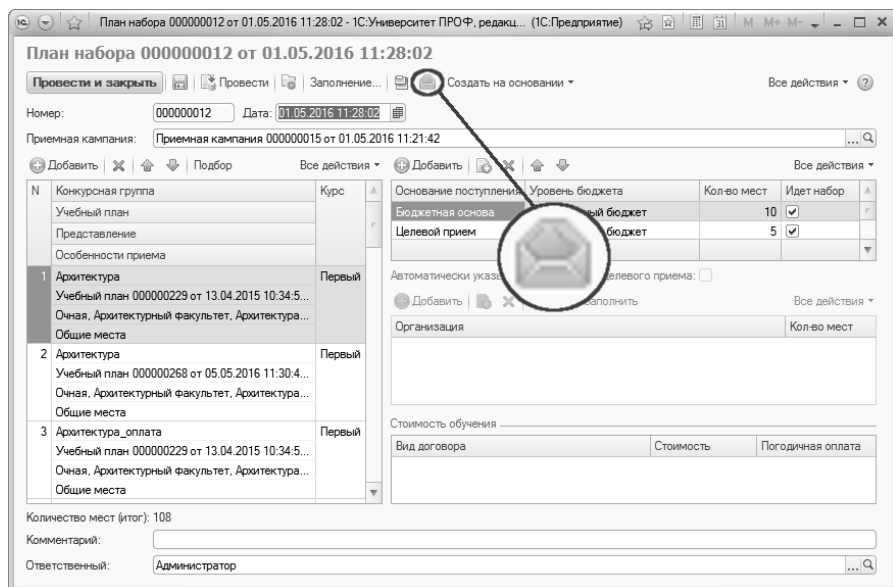 План набора 000000012 от 01.05.2016 11:28:02 - 1С:Университет ПРОФ, редакц... (1С:Предприятие) M M+ M-
План набора 000000012 от 01.05.2016 11:28:02
Провести и закрыть Провести Заполнение... Создать на основании Все действия
Номер: 000000012 Дата: 01.05.2016 11:28:02
Приемная кампания: Приемная кампания 000000015 от 01.05.2016 11:21:42
Добавить Подбор Все действия
Добавить Все действия
N Конкурсная группа Курс
Учебный план
Представление
Особенности приема
1 Архитектура Первый
Учебный план 000000229 от 13.04.2015 10:34:5...
Очная, Архитектурный факультет, Архитектура...
Общие места
2 Архитектура Первый
Учебный план 000000268 от 05.05.2016 11:30:4...
Очная, Архитектурный факультет, Архитектура...
Общие места
3 Архитектура_оплата Первый
Учебный план 000000229 от 13.04.2015 10:34:5...
Очная, Архитектурный факультет, Архитектура...
Общие места
Основание поступления Уровень бюджета Кол-во мест Идет набор
Бюджетная основа бюджет 10
Целевой прием бюджет 5
Автоматически приема:
Добавить Все действия
Организация Кол-во мест
Стоимость обучения
Вид договора Стоимость Погодичная оплата
Количество мест (итог): 108
Комментарий:
Ответственный: Администратор